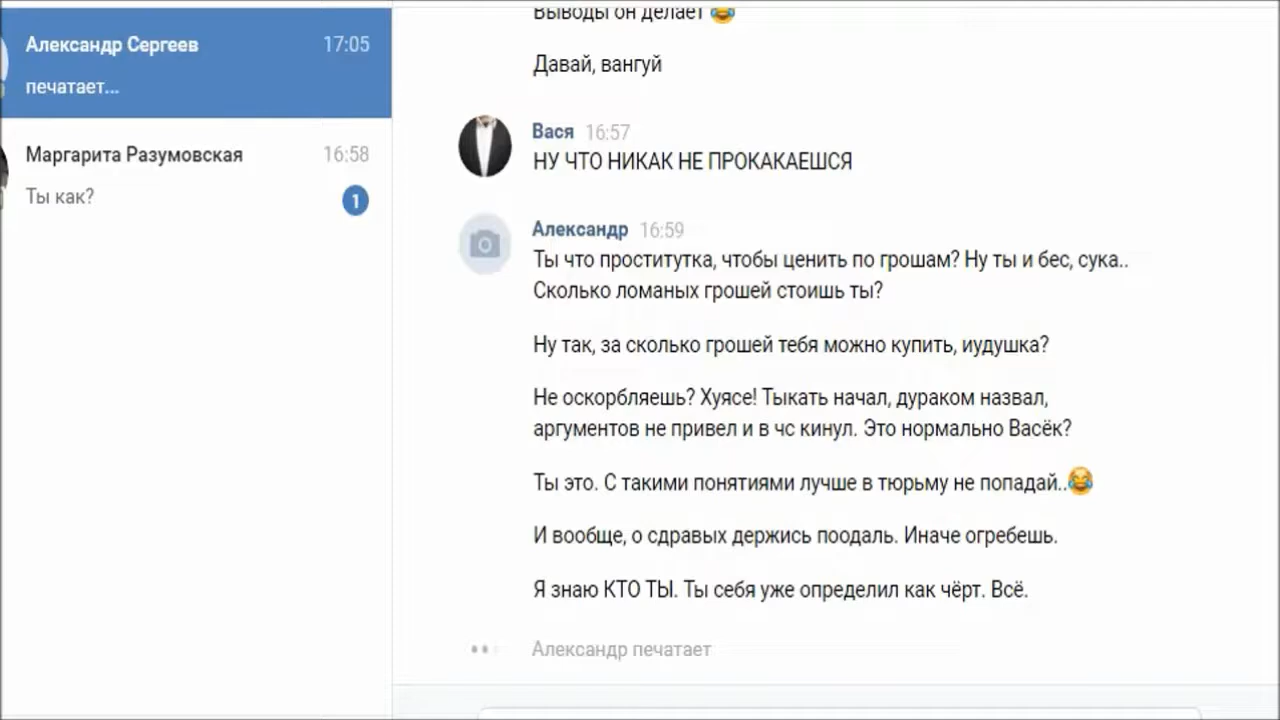 Александр Сергеев 17:05
печатает...
Маргарита Разумовская 16:58
Ты как? 1
Выводы он делает 😂
Давай, вангуй
Вася 16:57
НУ ЧТО НИКАК НЕ ПРОКАКАЕШСЯ
Александр 16:59
Ты что проститутка, чтобы ценить по грошам? Ну ты и бес, сука..
Сколько ломаных грошей стоишь ты?
Ну так, за сколько грошей тебя можно купить, иудушка?
Не оскорбляешь? Хуясе! Тыкать начал, дураком назвал,
аргументов не привел и в чс кинул. Это нормально Васёк?
Ты это. С такими понятиями лучше в тюрьму не попадай..😂
И вообще, о сдравых держись поодаль. Иначе огребешь.
Я знаю КТО ТЫ. Ты себя уже определил как чёрт. Всё.
Александр печатает